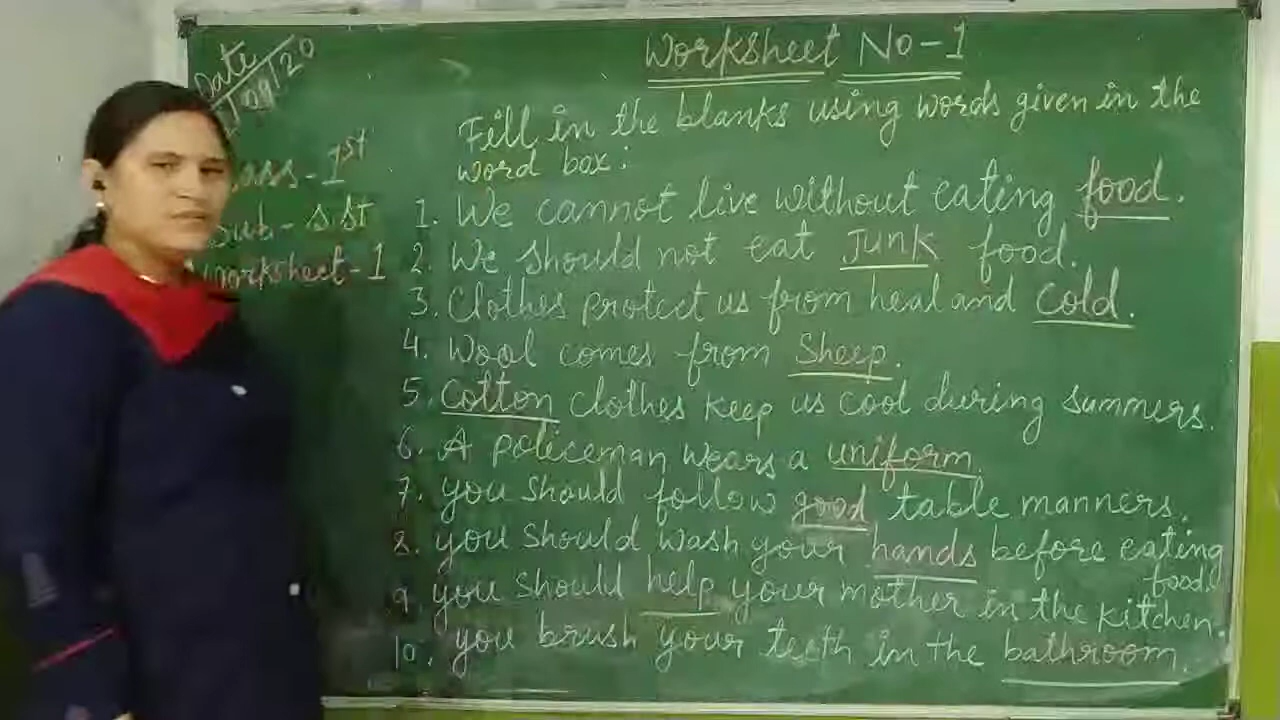 Date
1/09/20
ass-1st
Sub-S.St
Worksheet-1
Worksheet No-1
Fill in the blanks using words given in the
word box:
1. We cannot live without eating food.
2. We should not eat Junk food.
3. Clothes protect us from heat and cold.
4. Wool comes from Sheep.
5. Cotton clothes keep us cool during summers.
6. A policeman wears a uniform.
7. you should follow good table manners.
8. you should wash your hands before eating
food.
9. you should help your mother in the kitchen.
10. you brush your teeth in the bathroom.